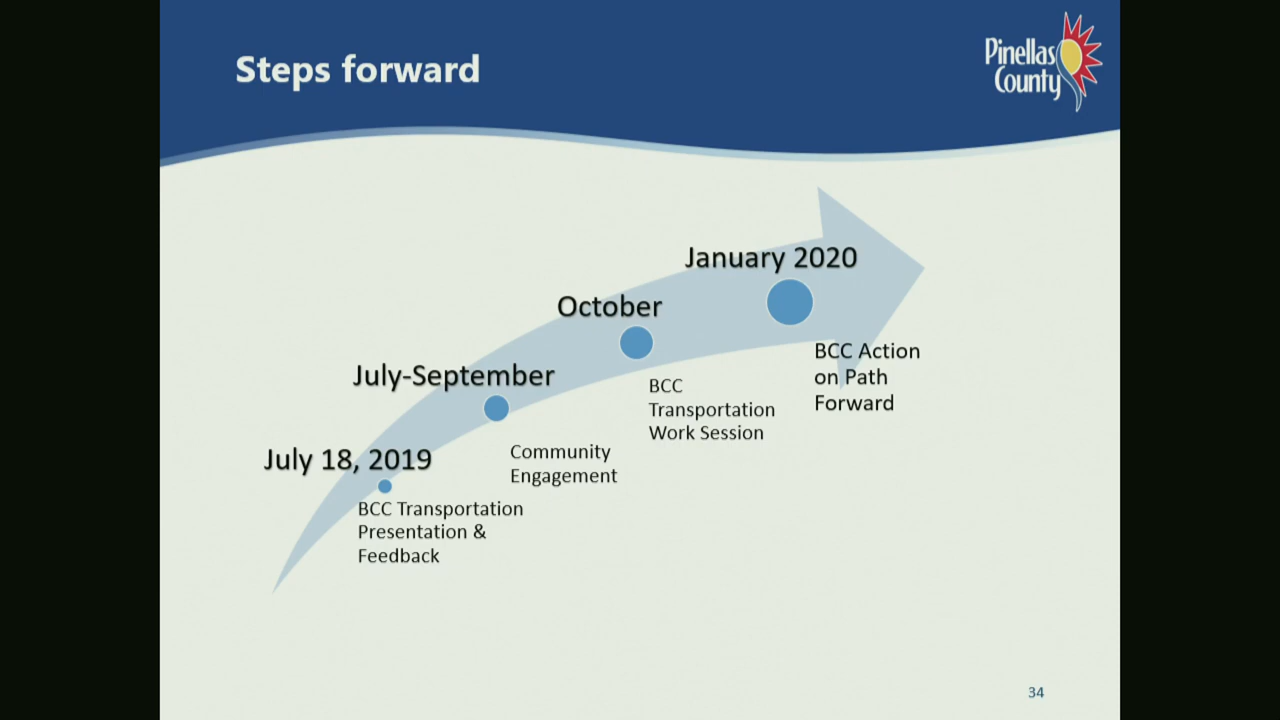 Steps forward
Pinellas
County
January 2020
October
BCC Action
on Path
Forward
July-September
BCC
Transportation
Work Session
July 18, 2019
Community
Engagement
BCC Transportation
Presentation &
Feedback
34